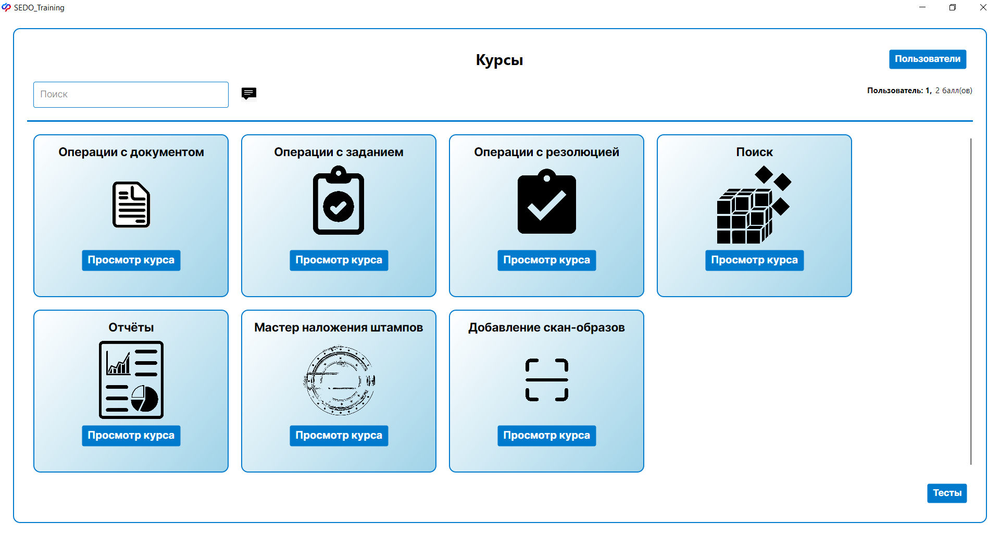 SEDO_Training
Курсы
Пользователи
Поиск
Пользователь: 1, 2 балл(ов)
Операции с документом
Операции с заданием
Операции с резолюцией
Поиск
Просмотр курса
Просмотр курса
Просмотр курса
Просмотр курса
Отчёты
Мастер наложения штампов
Добавление скан-образов
Просмотр курса
Просмотр курса
Просмотр курса
Тесты